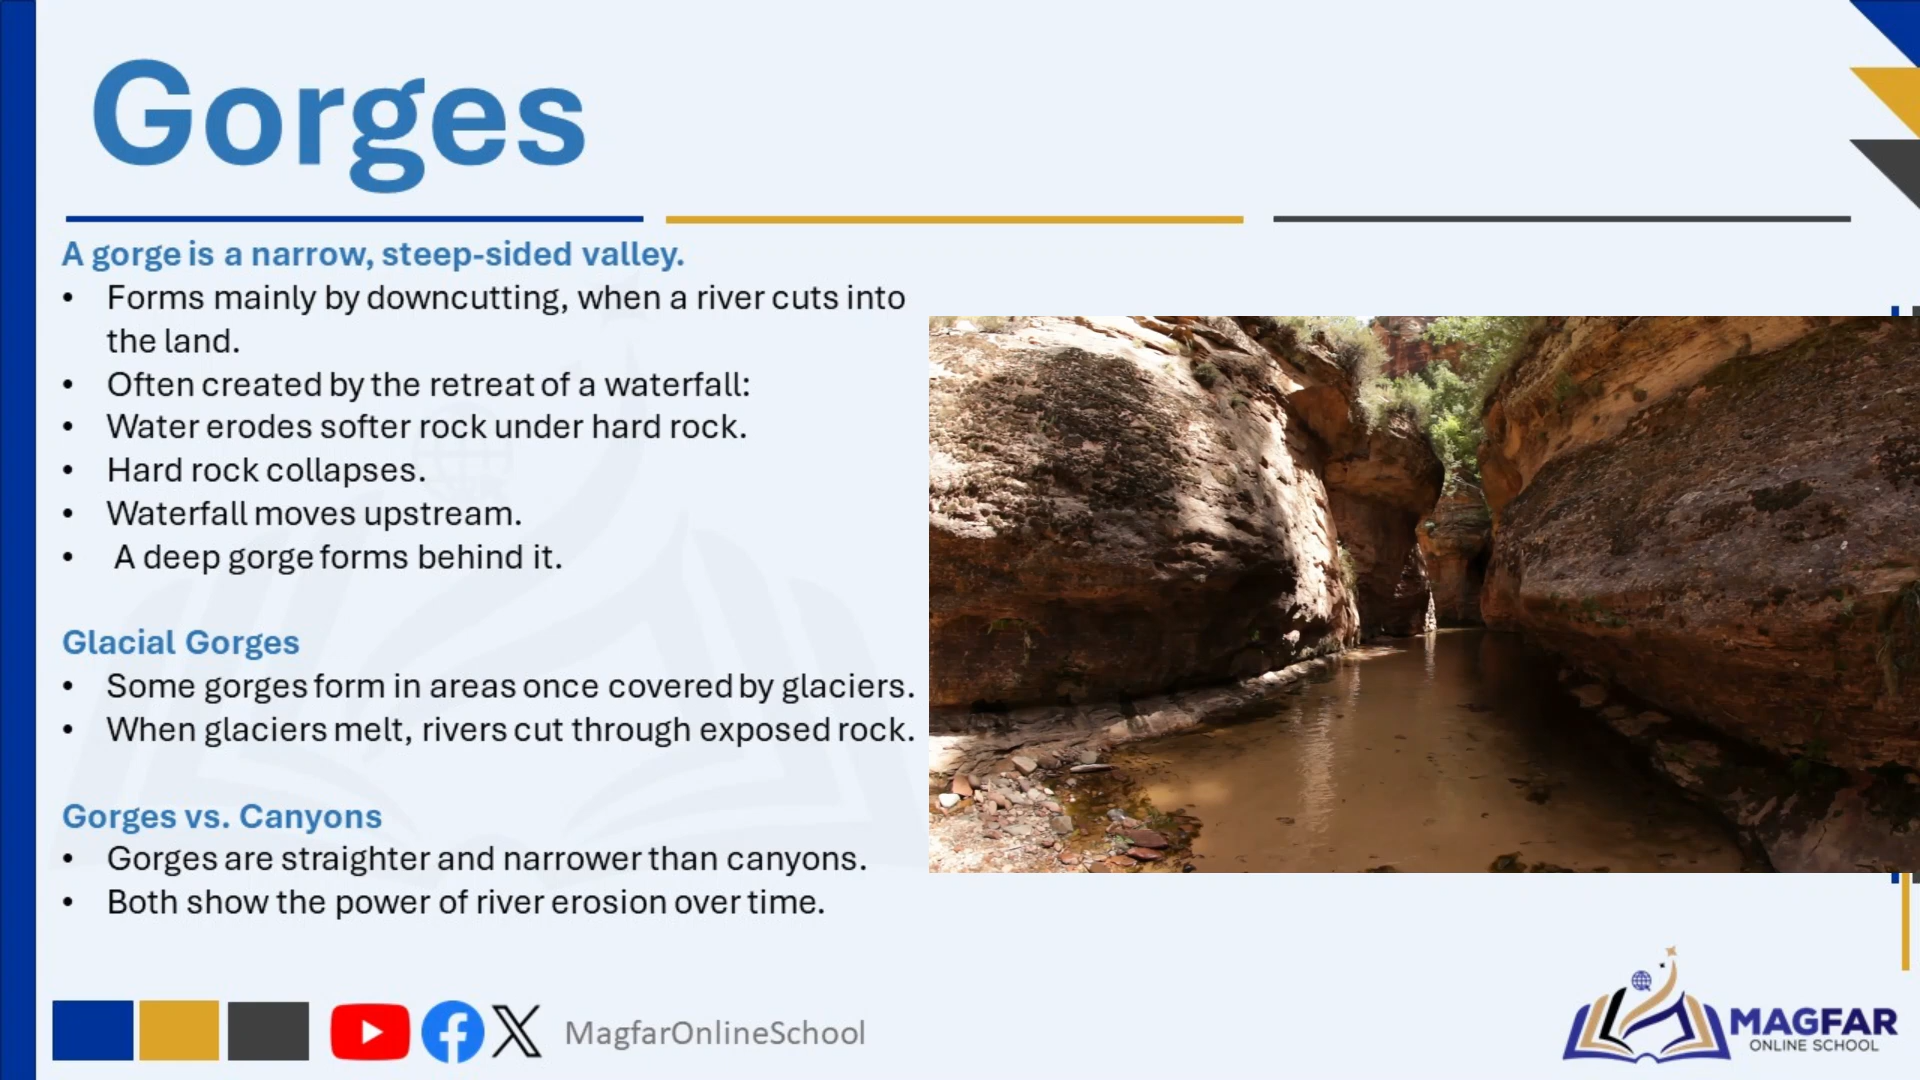 Gorges
A gorge is a narrow, steep-sided valley.
• Forms mainly by downcutting, when a river cuts into
the land.
• Often created by the retreat of a waterfall:
• Water erodes softer rock under hard rock.
• Hard rock collapses.
• Waterfall moves upstream.
• A deep gorge forms behind it.
Glacial Gorges
• Some gorges form in areas once covered by glaciers.
• When glaciers melt, rivers cut through exposed rock.
Gorges vs. Canyons
• Gorges are straighter and narrower than canyons.
• Both show the power of river erosion over time.
MagfarOnlineSchool
MAGFAR
ONLINE SCHOOL